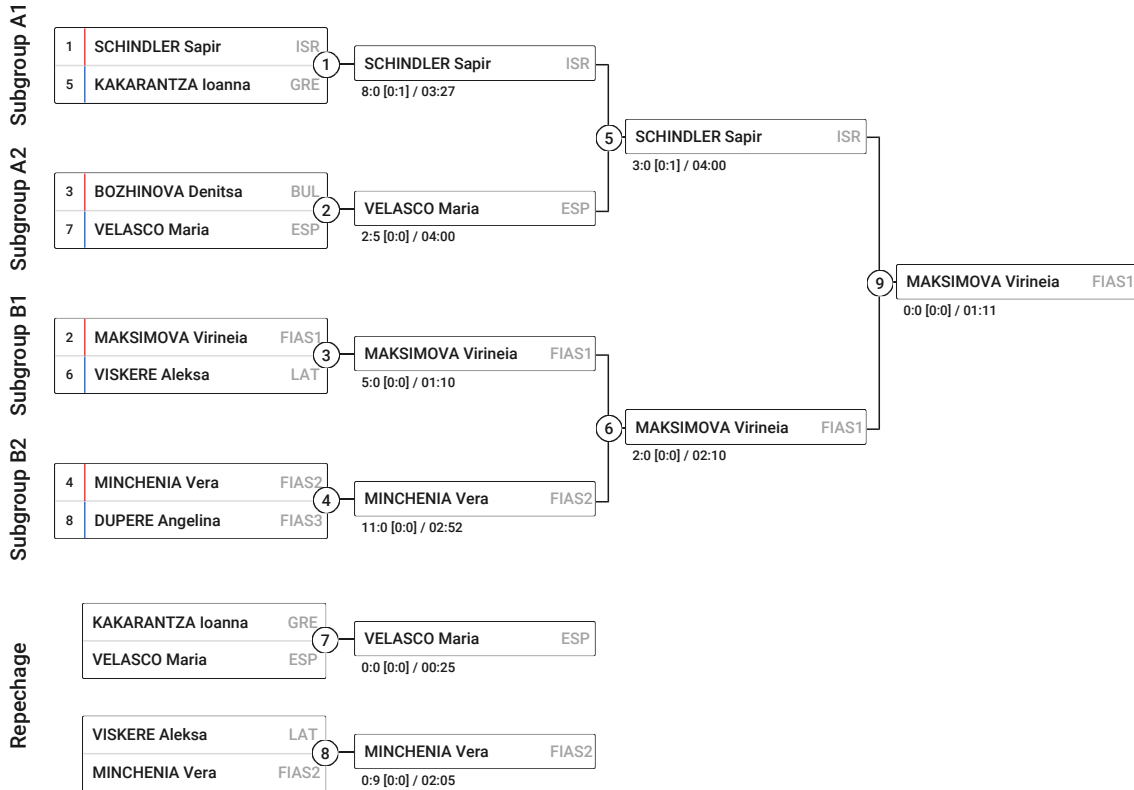 Subgroup A1
1 SCHINDLER Sapir ISR
5 KAKARANTZA Ioanna GRE
1
SCHINDLER Sapir ISR
8:0 [0:1] / 03:27
Subgroup A2
3 BOZHINOVA Denitsa BUL
7 VELASCO Maria ESP
2
VELASCO Maria ESP
2:5 [0:0] / 04:00
5
SCHINDLER Sapir ISR
3:0 [0:1] / 04:00
Subgroup B1
2 MAKSIMOVA Virineia FIAS1
6 VISKERE Aleksa LAT
3
MAKSIMOVA Virineia FIAS1
5:0 [0:0] / 01:10
Subgroup B2
4 MINCHENIA Vera FIAS2
8 DUPERE Angelina FIAS3
4
MINCHENIA Vera FIAS2
11:0 [0:0] / 02:52
6
MAKSIMOVA Virineia FIAS1
2:0 [0:0] / 02:10
9
MAKSIMOVA Virineia FIAS1
0:0 [0:0] / 01:11
Repechage
KAKARANTZA Ioanna GRE
VELASCO Maria ESP
7
VELASCO Maria ESP
0:0 [0:0] / 00:25
VISKERE Aleksa LAT
MINCHENIA Vera FIAS2
8
MINCHENIA Vera FIAS2
0:9 [0:0] / 02:05